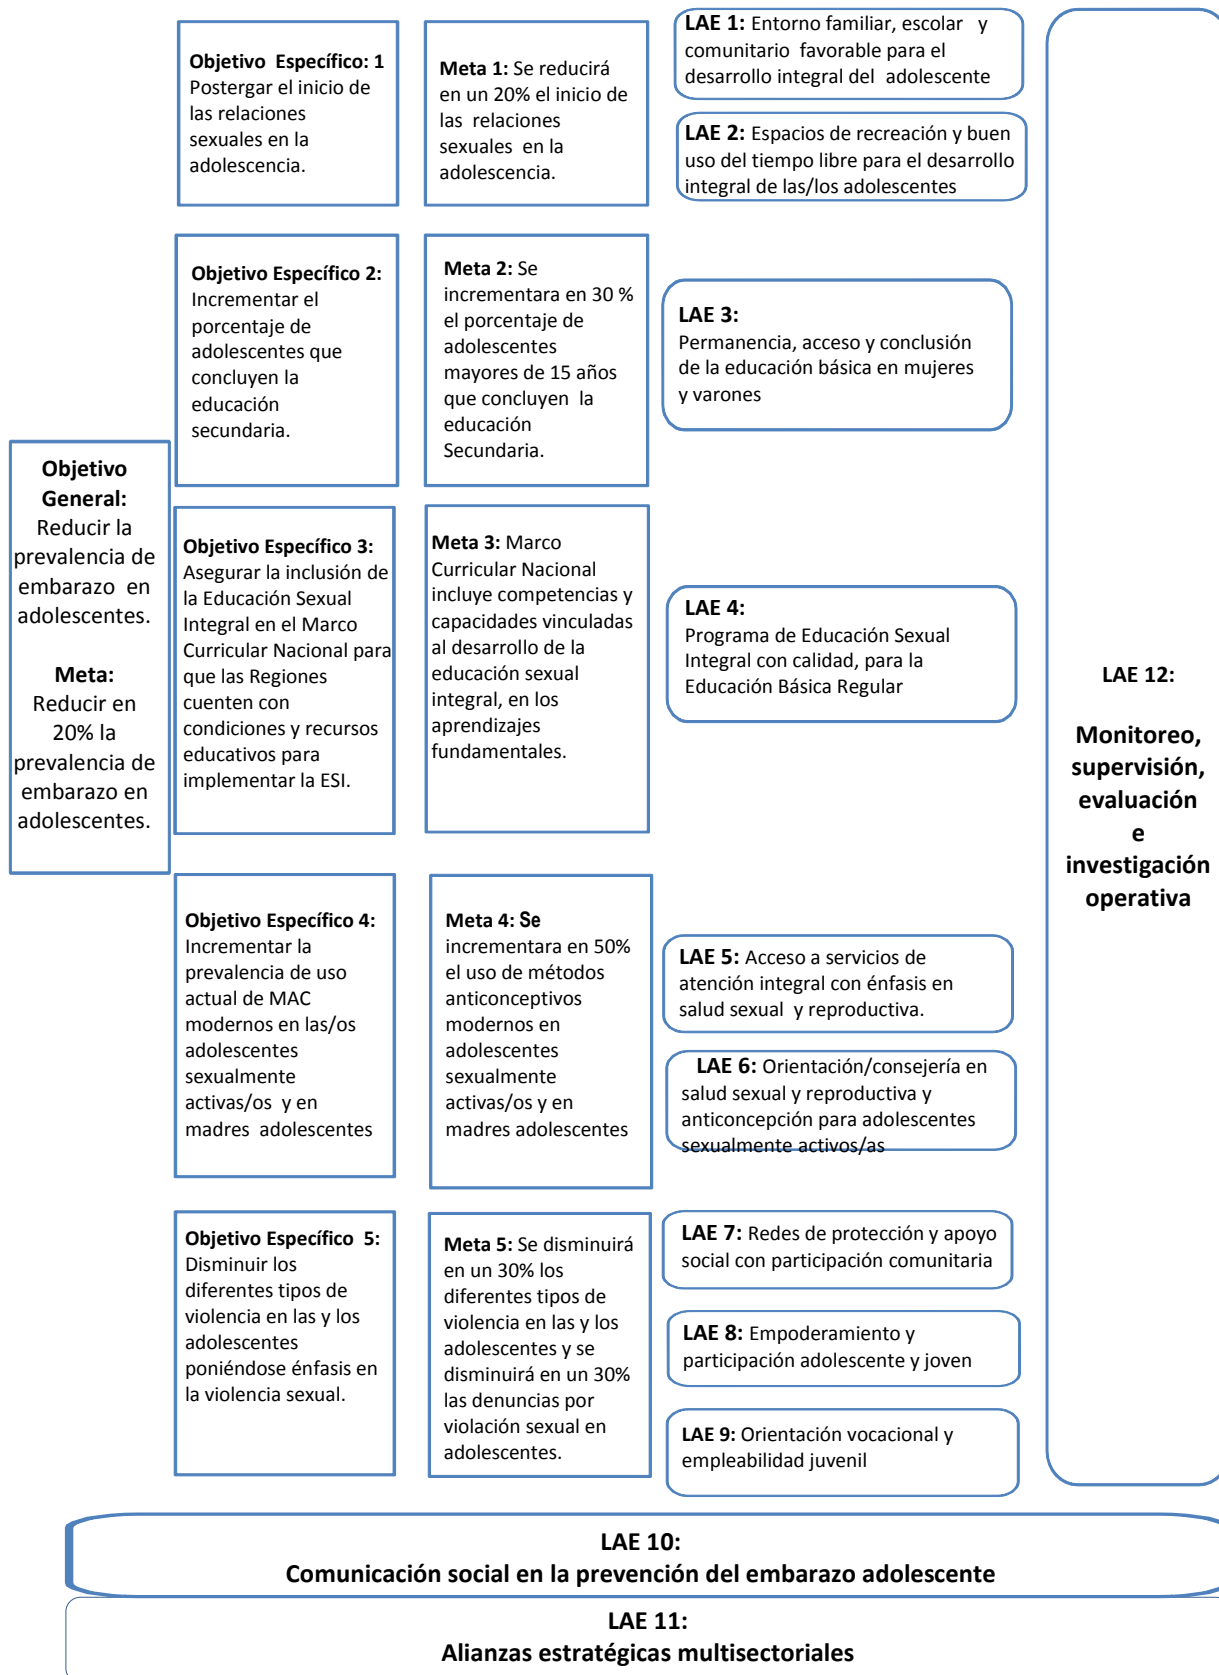 Objetivo
General:
Reducir la
prevalencia de
embarazo en
adolescentes.
Meta:
Reducir en
20% la
prevalencia de
embarazo en
adolescentes.
Objetivo Específico: 1
Postergar el inicio de
las relaciones
sexuales en la
adolescencia.
Meta 1: Se reducirá
en un 20% el inicio de
las relaciones
sexuales en la
adolescencia.
LAE 1: Entorno familiar, escolar y
comunitario favorable para el
desarrollo integral del adolescente
LAE 2: Espacios de recreación y buen
uso del tiempo libre para el desarrollo
integral de las/los adolescentes
Objetivo Específico 2:
Incrementar el
porcentaje de
adolescentes que
concluyen la
educación
secundaria.
Meta 2: Se
incrementara en 30 %
el porcentaje de
adolescentes
mayores de 15 años
que concluyen la
educación
Secundaria.
LAE 3:
Permanencia, acceso y conclusión
de la educación básica en mujeres
y varones
Objetivo Específico 3:
Asegurar la inclusión de
la Educación Sexual
Integral en el Marco
Curricular Nacional para
que las Regiones
cuenten con
condiciones y recursos
educativos para
implementar la ESI.
Meta 3: Marco
Curricular Nacional
incluye competencias y
capacidades vinculadas
al desarrollo de la
educación sexual
integral, en los
aprendizajes
fundamentales.
LAE 4:
Programa de Educación Sexual
Integral con calidad, para la
Educación Básica Regular
Objetivo Específico 4:
Incrementar la
prevalencia de uso
actual de MAC
modernos en las/os
adolescentes
sexualmente
activas/os y en
madres adolescentes
Meta 4: Se
incrementara en 50%
el uso de métodos
anticonceptivos
modernos en
adolescentes
sexualmente
activas/os y en
madres adolescentes
LAE 5: Acceso a servicios de
atención integral con énfasis en
salud sexual y reproductiva.
LAE 6: Orientación/consejería en
salud sexual y reproductiva y
anticoncepción para adolescentes
sexualmente activos/as
Objetivo Específico 5:
Disminuir los
diferentes tipos de
violencia en las y los
adolescentes
poniéndose énfasis en
la violencia sexual.
Meta 5: Se disminuirá
en un 30% los
diferentes tipos de
violencia en las y los
adolescentes y se
disminuirá en un 30%
las denuncias por
violación sexual en
adolescentes.
LAE 7: Redes de protección y apoyo
social con participación comunitaria
LAE 8: Empoderamiento y
participación adolescente y joven
LAE 9: Orientación vocacional y
empleabilidad juvenil
LAE 12:
Monitoreo,
supervisión,
evaluación
e
investigación
operativa
LAE 10:
Comunicación social en la prevención del embarazo adolescente
LAE 11:
Alianzas estratégicas multisectoriales